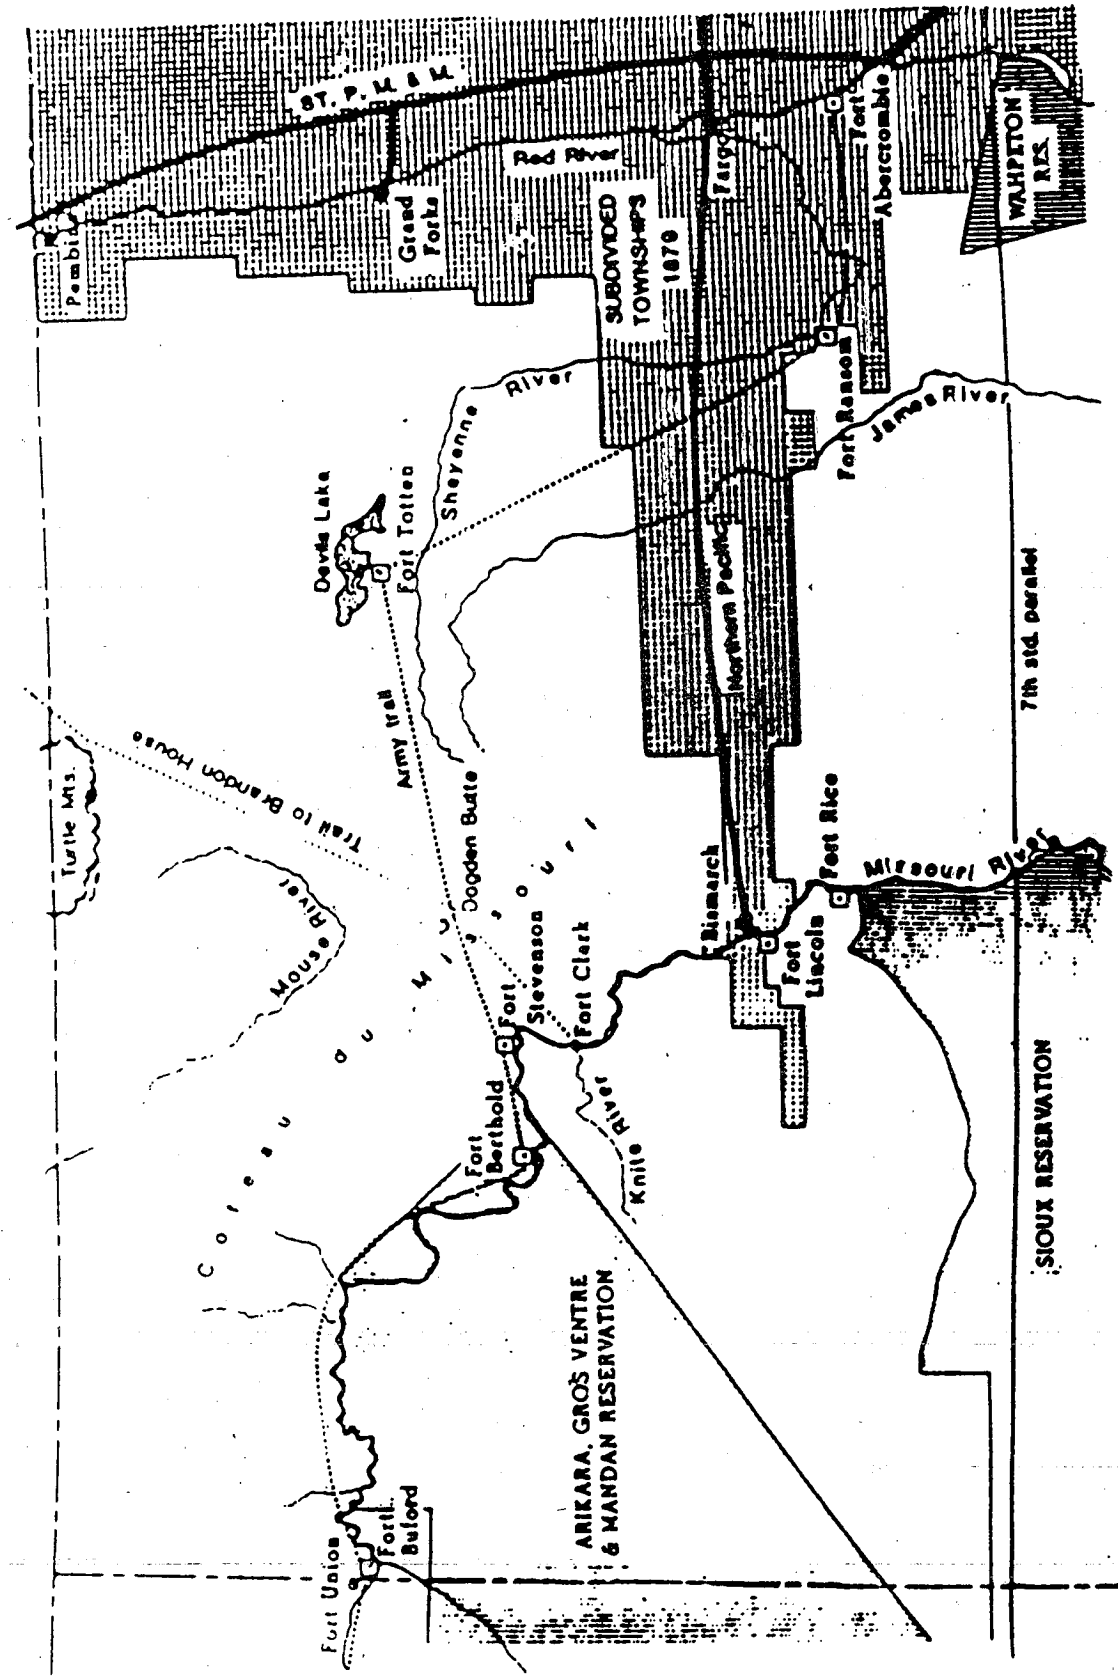 Fort Union
Fort
Buford
Turtle Mts.
Mouse River
Trail to Brandon House
Devils Lake
Fort Totten
Army trail
Dogden Butte
Coteau du Missouri
Pembina
ST. P. M. & M.
Grand
Forks
Red River
Sheyenne
River
Fort
Berthold
Fort
Stevenson
Fort Clark
Knife River
ARIKARA, GROS VENTRE
& MANDAN RESERVATION
SUBDIVIDED
TOWNSHIPS
1879
Fargo
Northern Pacific
Bismarck
Fort
Lincoln
Fort Rice
Missouri River
Fort Ransom
James River
Fort
Abercrombie
WAHPETON
RES.
7th std. parallel
SIOUX RESERVATION